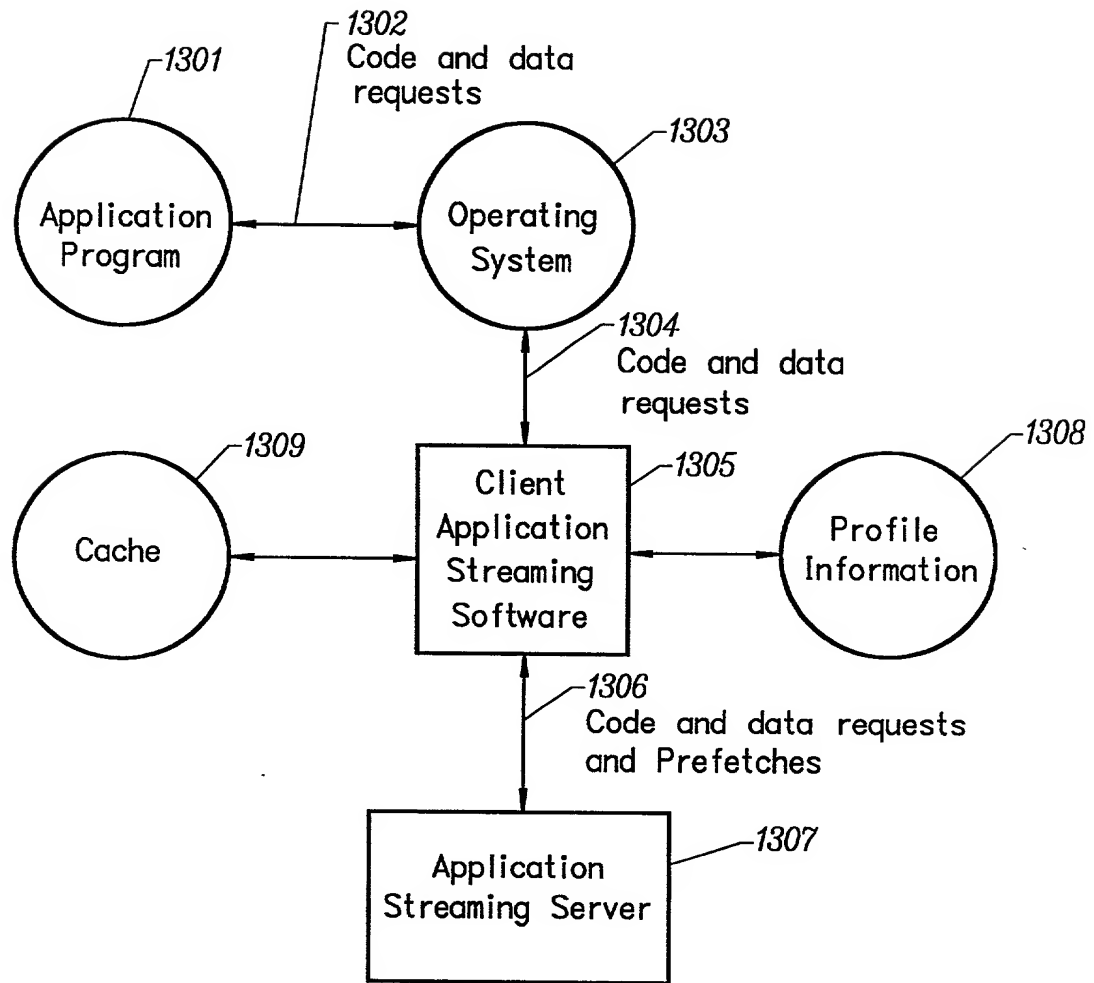 1302
Code and data
requests
1301
1303
Application
Program
Operating
System
1304
Code and data
requests
1309
1305
1308
Cache
Client
Application
Streaming
Software
Profile
Information
1306
Code and data requests
and Prefetches
1307
Application
Streaming Server